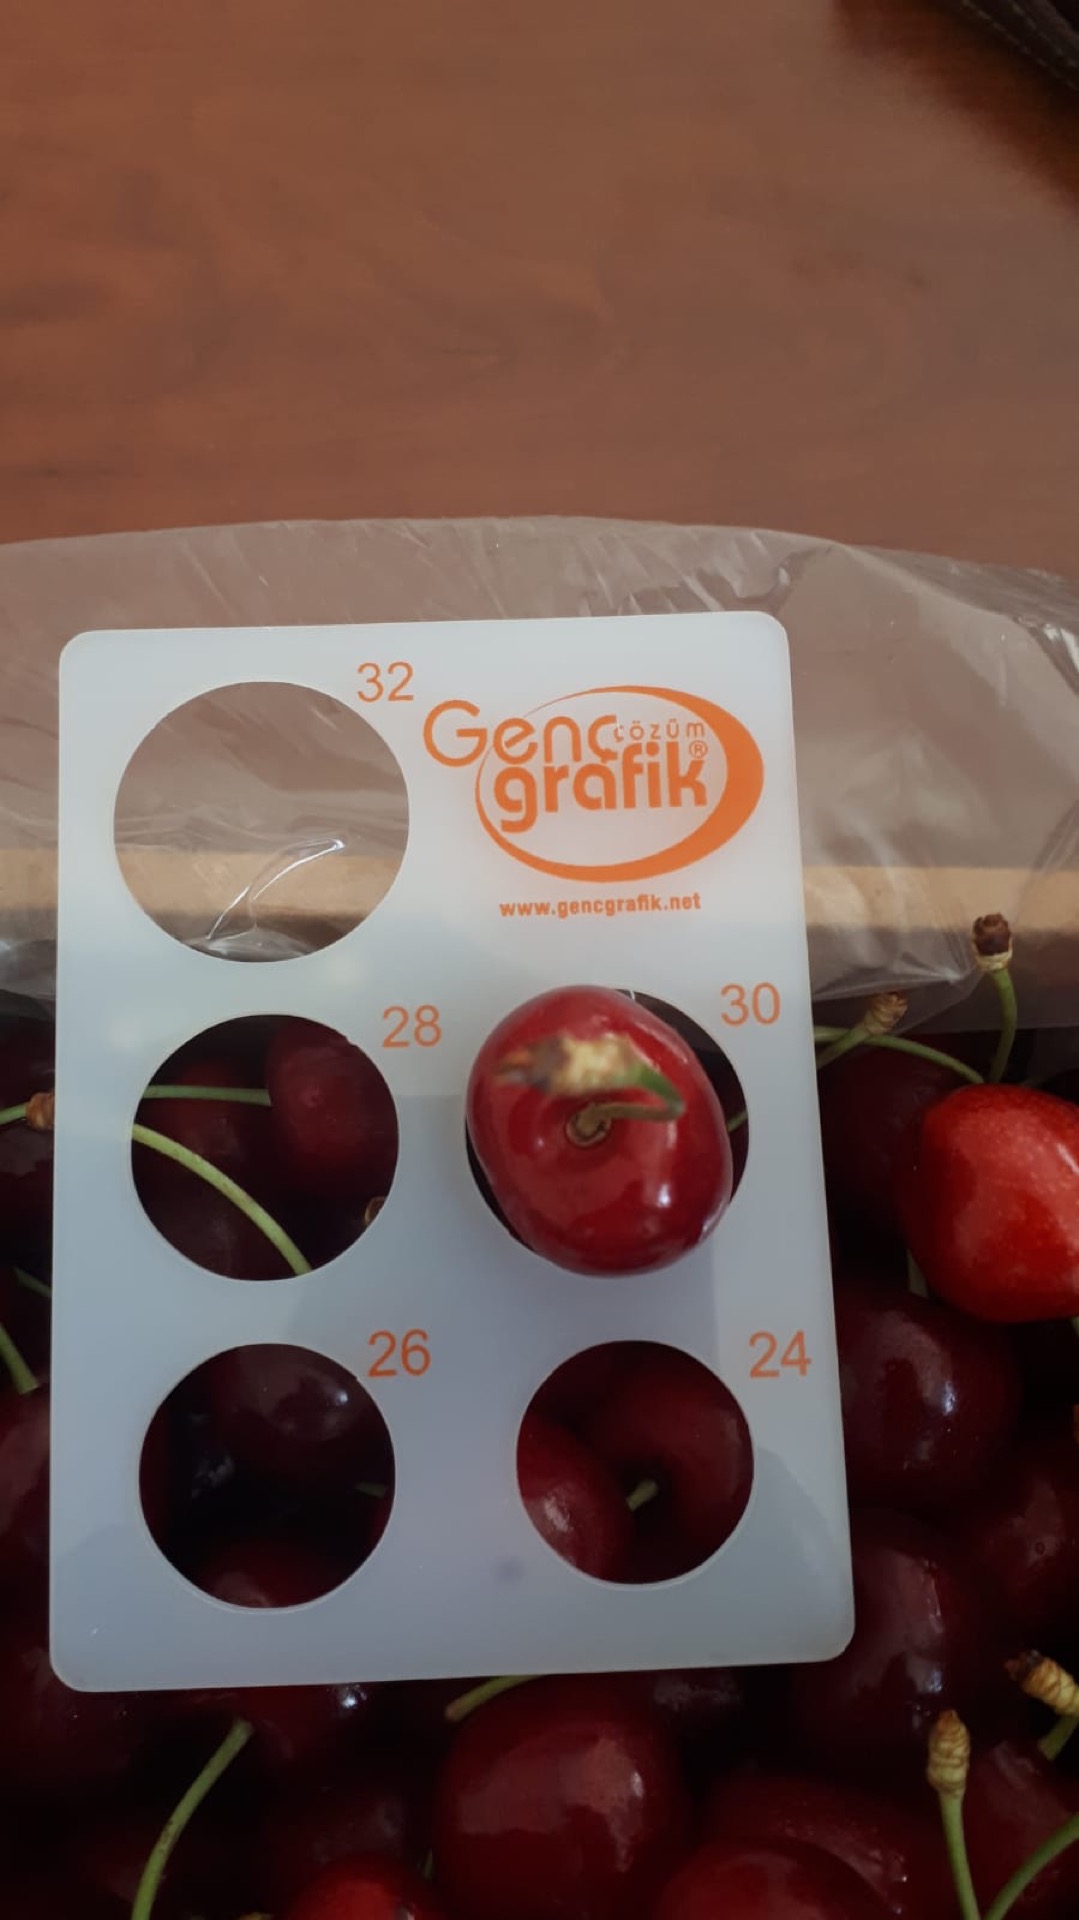 32
Genç
çözüm
grafik®
www.gencgrafik.net
28
30
26
24